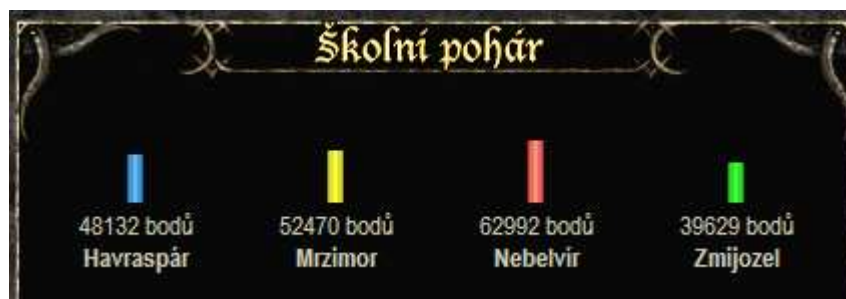 Školní pohár
48132 bodů 52470 bodů 62992 bodů 39629 bodů
Havraspár Mrzimor Nebelvír Zmijozel